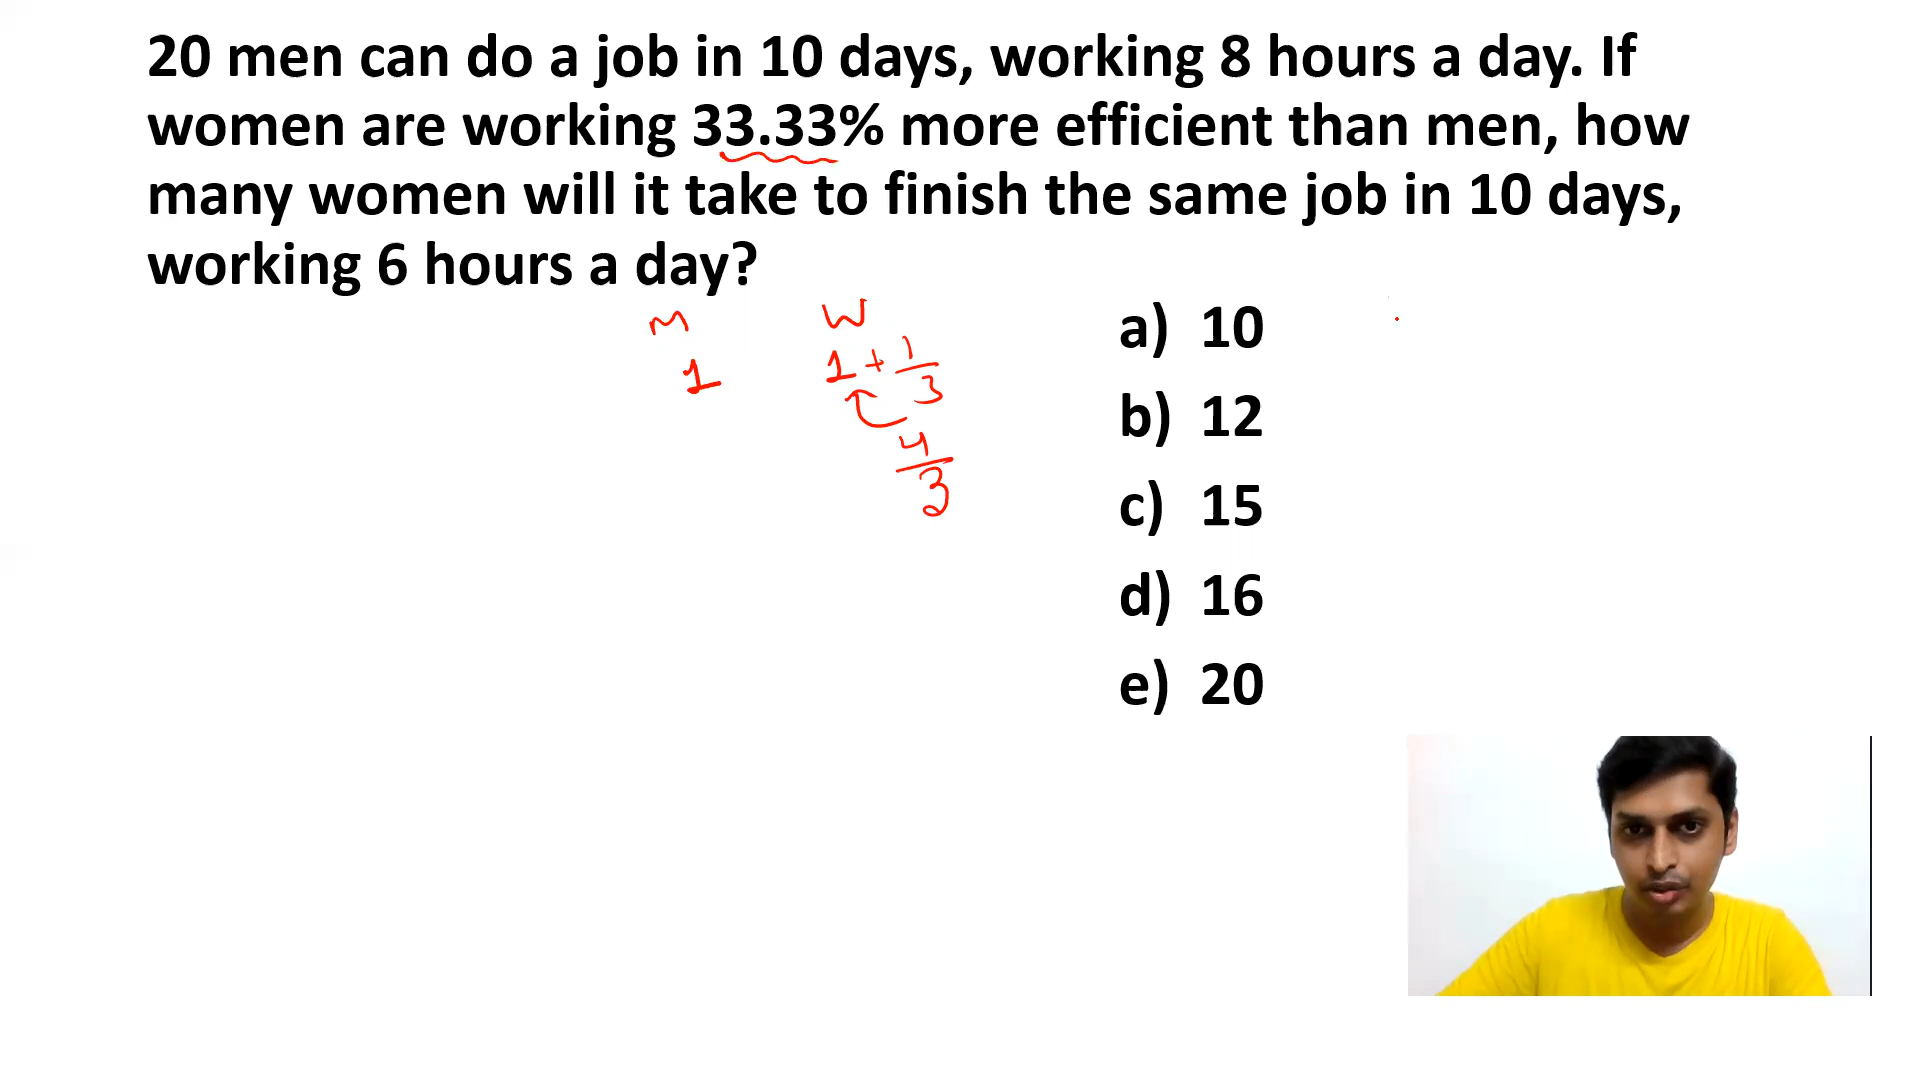 20 men can do a job in 10 days, working 8 hours a day. If
women are working 33.33% more efficient than men, how
many women will it take to finish the same job in 10 days,
working 6 hours a day?
M W
1 1 + 1/3
4/3
a) 10
b) 12
c) 15
d) 16
e) 20